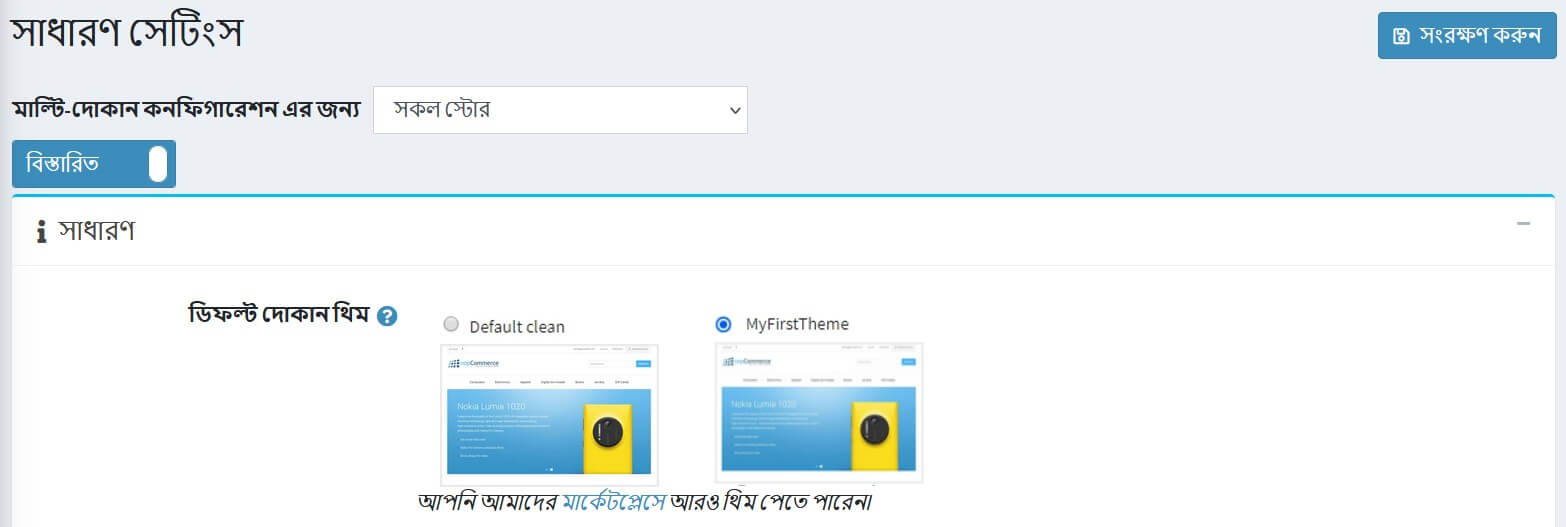 সাধারণ সেটিংস
সংরক্ষণ করুন
মাল্টি-দোকান কনফিগারেশন এর জন্য সকল স্টোর
বিস্তারিত
সাধারণ
ডিফল্ট দোকান থিম
Default clean
MyFirstTheme
nopCommerce
nopCommerce
Nokia Lumia 1020
Nokia Lumia 1020
আপনি আমাদের মার্কেটপ্লেসে আরও থিম পেতে পারেন।